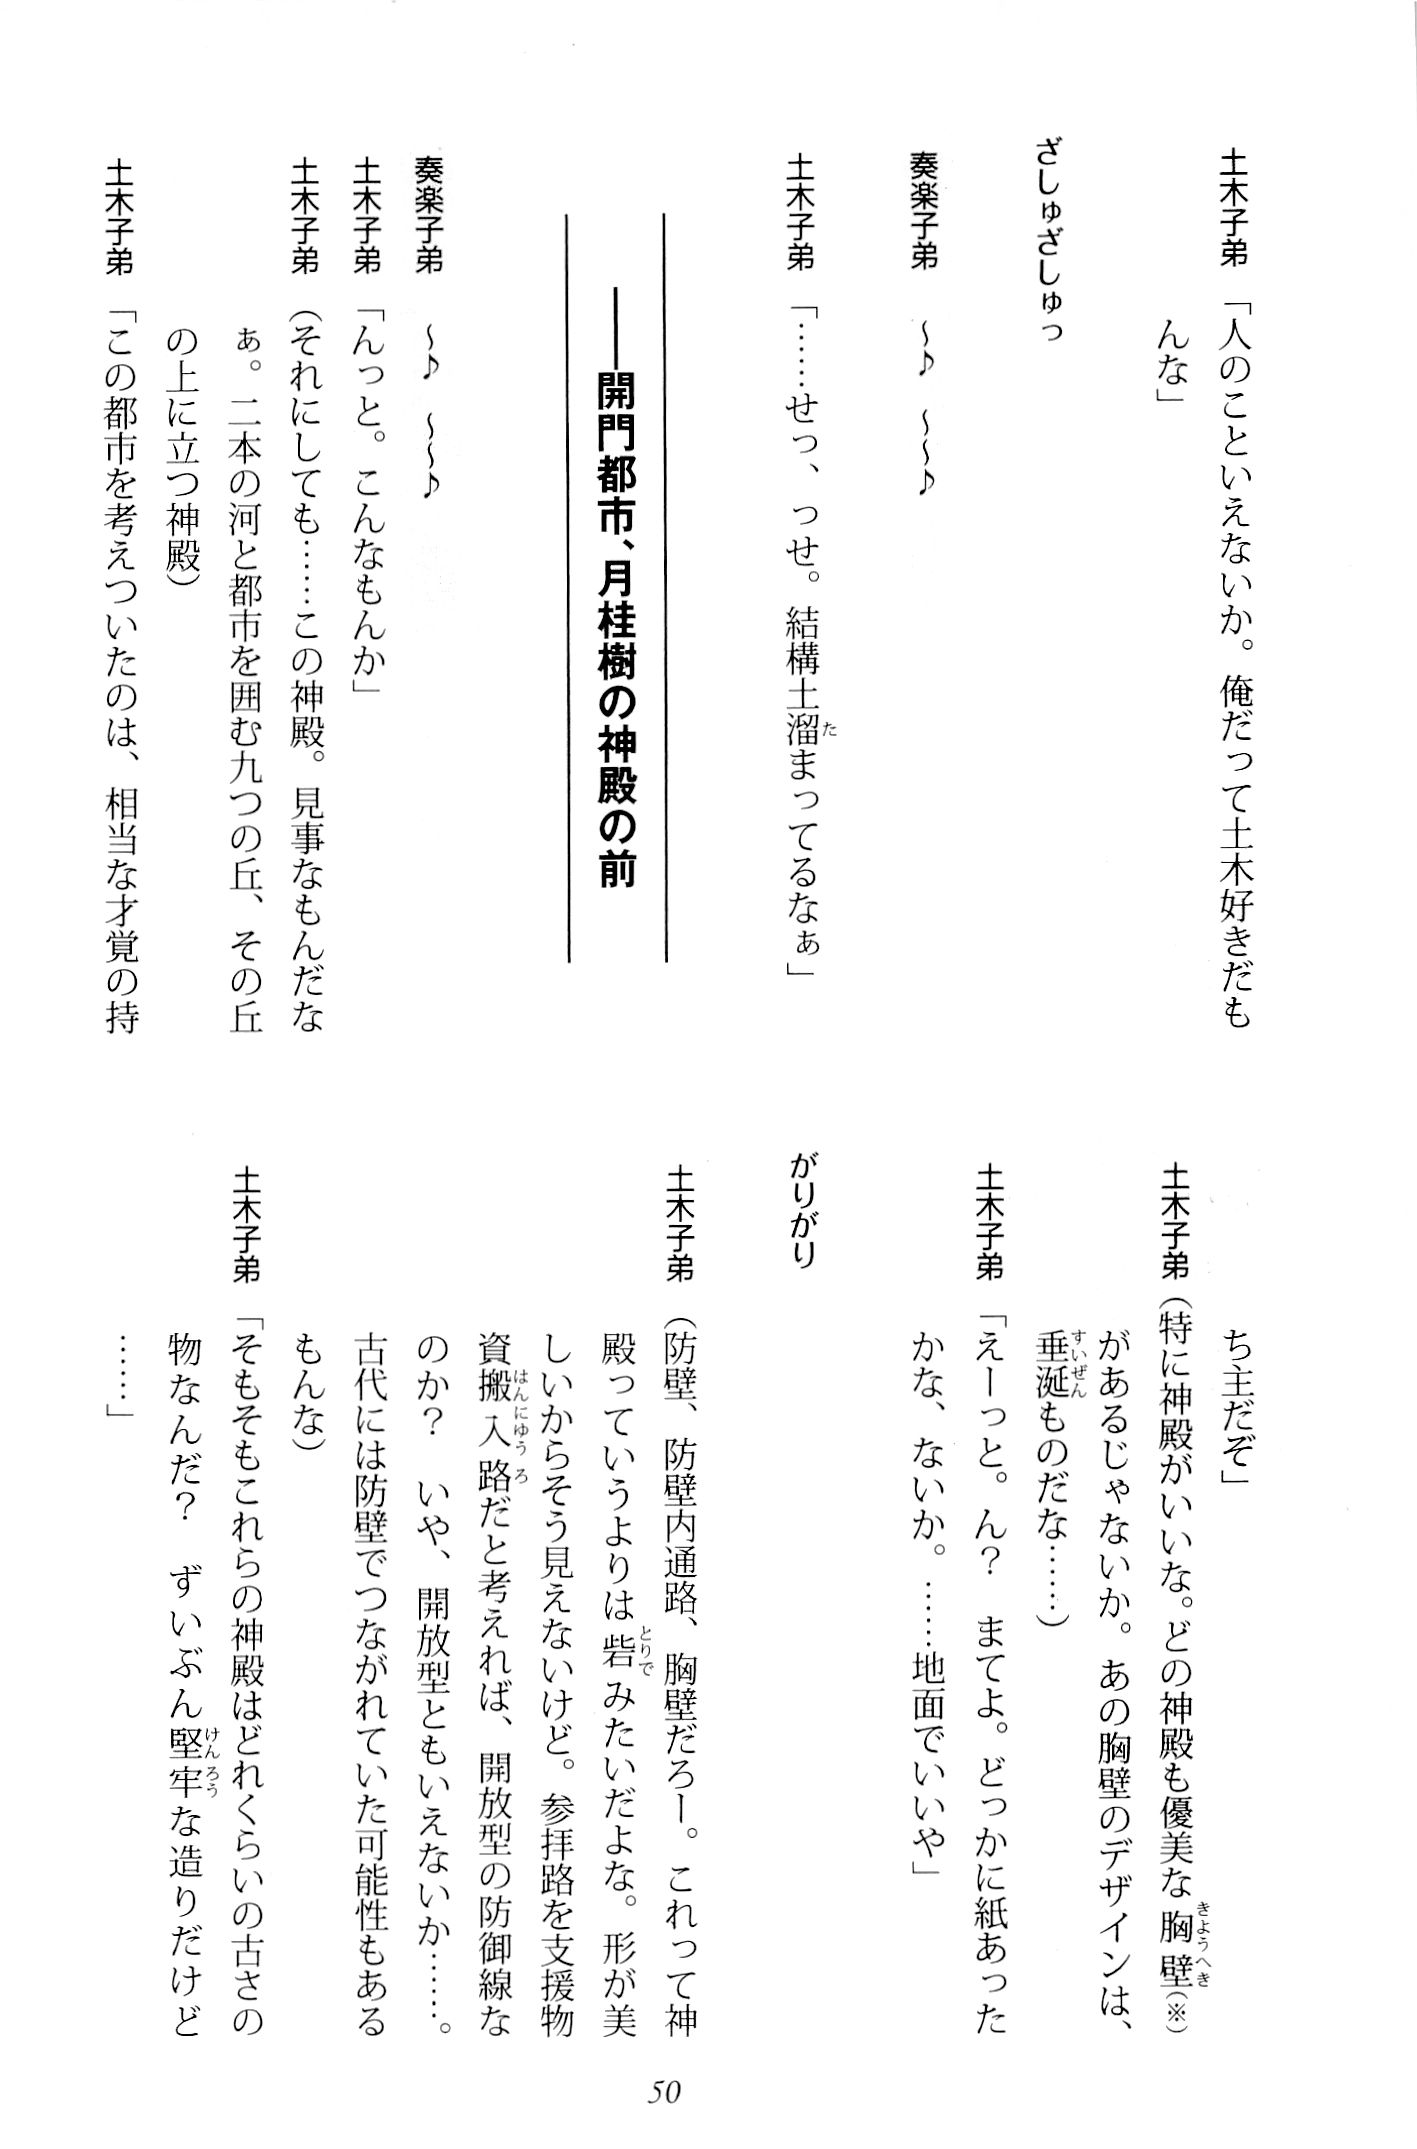 土木子弟「人のこといえないか。俺だって土木好きだも
んな」
ざしゅざしゅっ
奏楽子弟　〜♪　〜〜♪
土木子弟「……せっ、つせ。結構土溜まってるなぁ」
――開門都市、月桂樹の神殿の前
奏楽子弟　〜♪　〜〜♪
土木子弟「んっと。こんなもんか」
土木子弟（それにしても……この神殿。見事なもんだな
ぁ。二本の河と都市を囲む九つの丘、その丘
の上に立つ神殿）
土木子弟「この都市を考えついたのは、相当な才覚の持
ち主だぞ」
土木子弟（特に神殿がいいな。どの神殿も優美な胸壁（※）
があるじゃないか。あの胸壁のデザインは、
垂涎ものだな……）
土木子弟「えーっと。ん？　まてよ。どっかに紙あった
かな、ないか。……地面でいいや」
がりがり
土木子弟（防壁、防壁内通路、胸壁だろー。これって神
殿っていうよりは砦みたいだよな。形が美
しいからそう見えないけど。参拝路を支援物
資搬入路だと考えれば、開放型の防御線な
のか？　いや、開放型ともいえないか……。
古代には防壁でつながれていた可能性もある
もんな）
土木子弟「そもそもこれらの神殿はどれくらいの古さの
物なんだ？　ずいぶん堅牢な造りだけど
……」
50